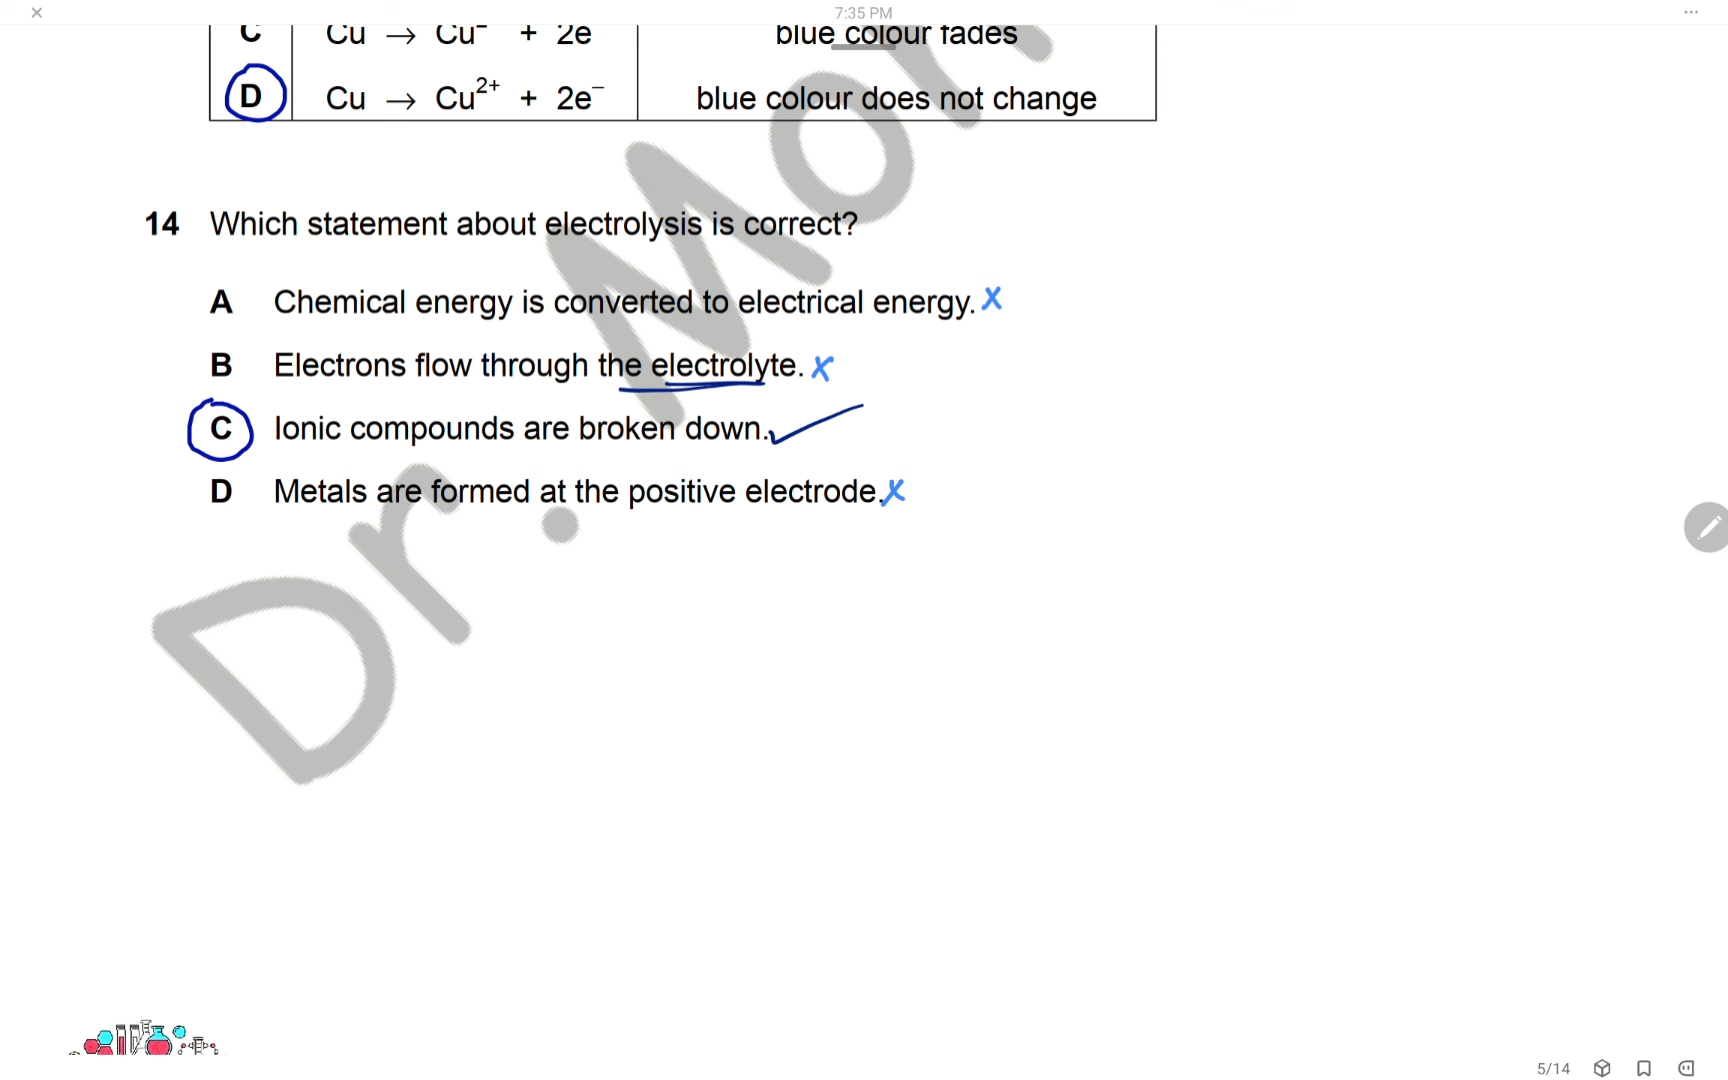 7:35 PM
C Cu → Cu²⁻ + 2e blue colour fades
D Cu → Cu²⁺ + 2e⁻ blue colour does not change
14 Which statement about electrolysis is correct?
A Chemical energy is converted to electrical energy. X
B Electrons flow through the electrolyte. X
C Ionic compounds are broken down. ✓
D Metals are formed at the positive electrode. X
Dr. Mon
5/14